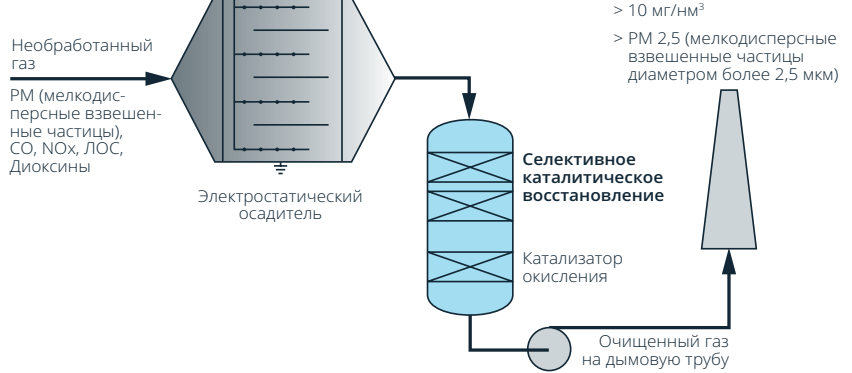 > 10 мг/нм³
> PM 2,5 (мелкодисперсные
взвешенные частицы
диаметром более 2,5 мкм)
Необработанный
газ
PM (мелкодис-
персные взвешен-
ные частицы),
CO, NOx, ЛОС,
Диоксины
Электростатический
осадитель
Селективное
каталитическое
восстановление
Катализатор
окисления
Очищенный газ
на дымовую трубу